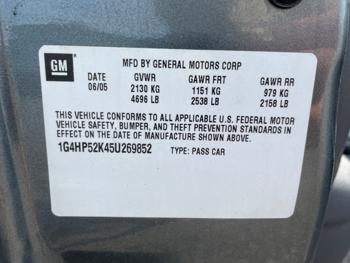 GM
MFD BY GENERAL MOTORS CORP
DATE GVWR GAWR FRT GAWR RR
06/05 2130 KG 1151 KG 979 KG
4696 LB 2538 LB 2158 LB
THIS VEHICLE CONFORMS TO ALL APPLICABLE U.S. FEDERAL MOTOR
VEHICLE SAFETY, BUMPER, AND THEFT PREVENTION STANDARDS IN
EFFECT ON THE DATE OF MANUFACTURE SHOWN ABOVE.
1G4HP52K45U269852 TYPE: PASS CAR